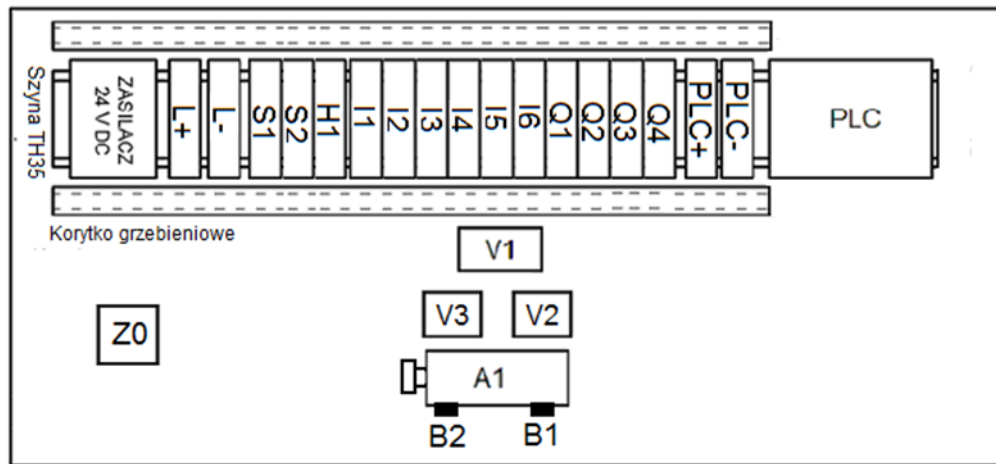 Szyna TH35
ZASILACZ
24 V DC
L+
L-
S1
S2
H1
I1
I2
I3
I4
I5
I6
Q1
Q2
Q3
Q4
PLC+
PLC-
PLC
Korytko grzebieniowe
V1
V3
V2
Z0
A1
B2
B1